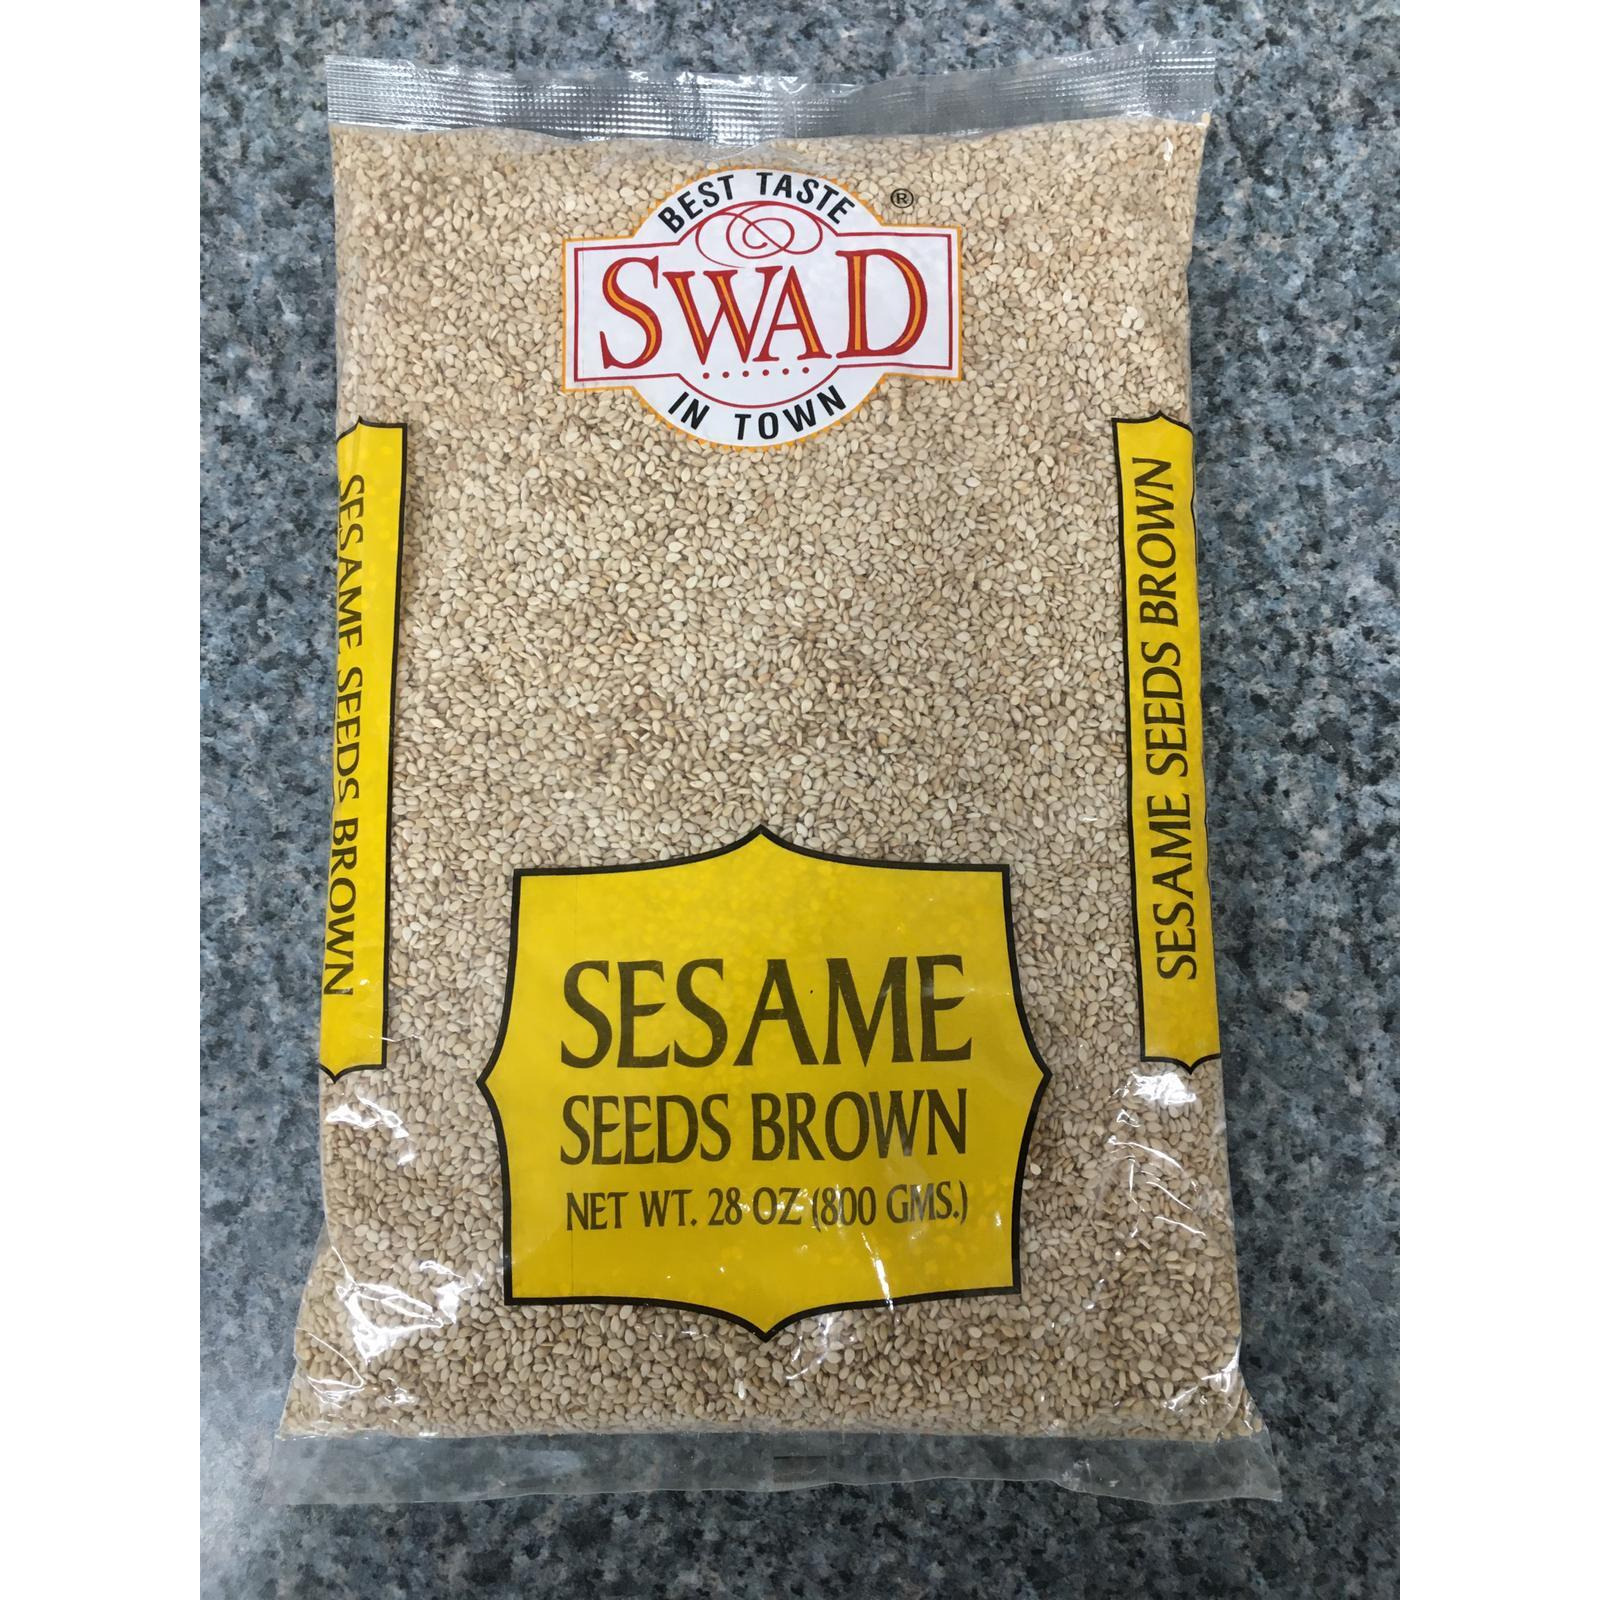 BEST TASTE
®
SWAD
IN TOWN
SESAME SEEDS BROWN
SESAME SEEDS BROWN
SESAME
SEEDS BROWN
NET WT. 28 OZ (800 GMS.)